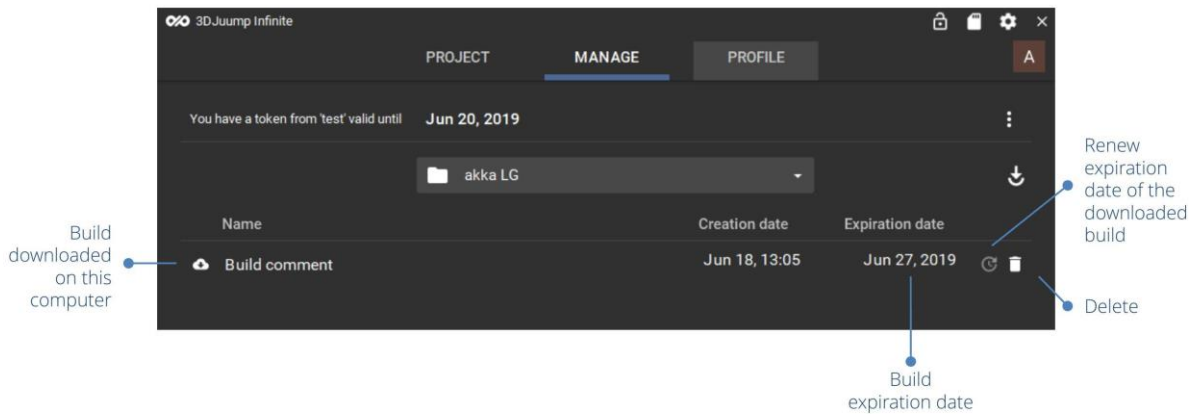 3DJuump Infinite
PROJECT MANAGE PROFILE A
You have a token from 'test' valid until Jun 20, 2019
akka LG
Name Creation date Expiration date
Build comment Jun 18, 13:05 Jun 27, 2019
Build
downloaded
on this
computer
Renew
expiration
date of the
downloaded
build
Delete
Build
expiration date